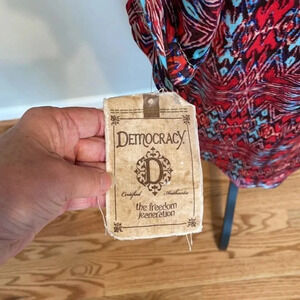 DEMOCRACY
D
Certified Authentic
the freedom
generation